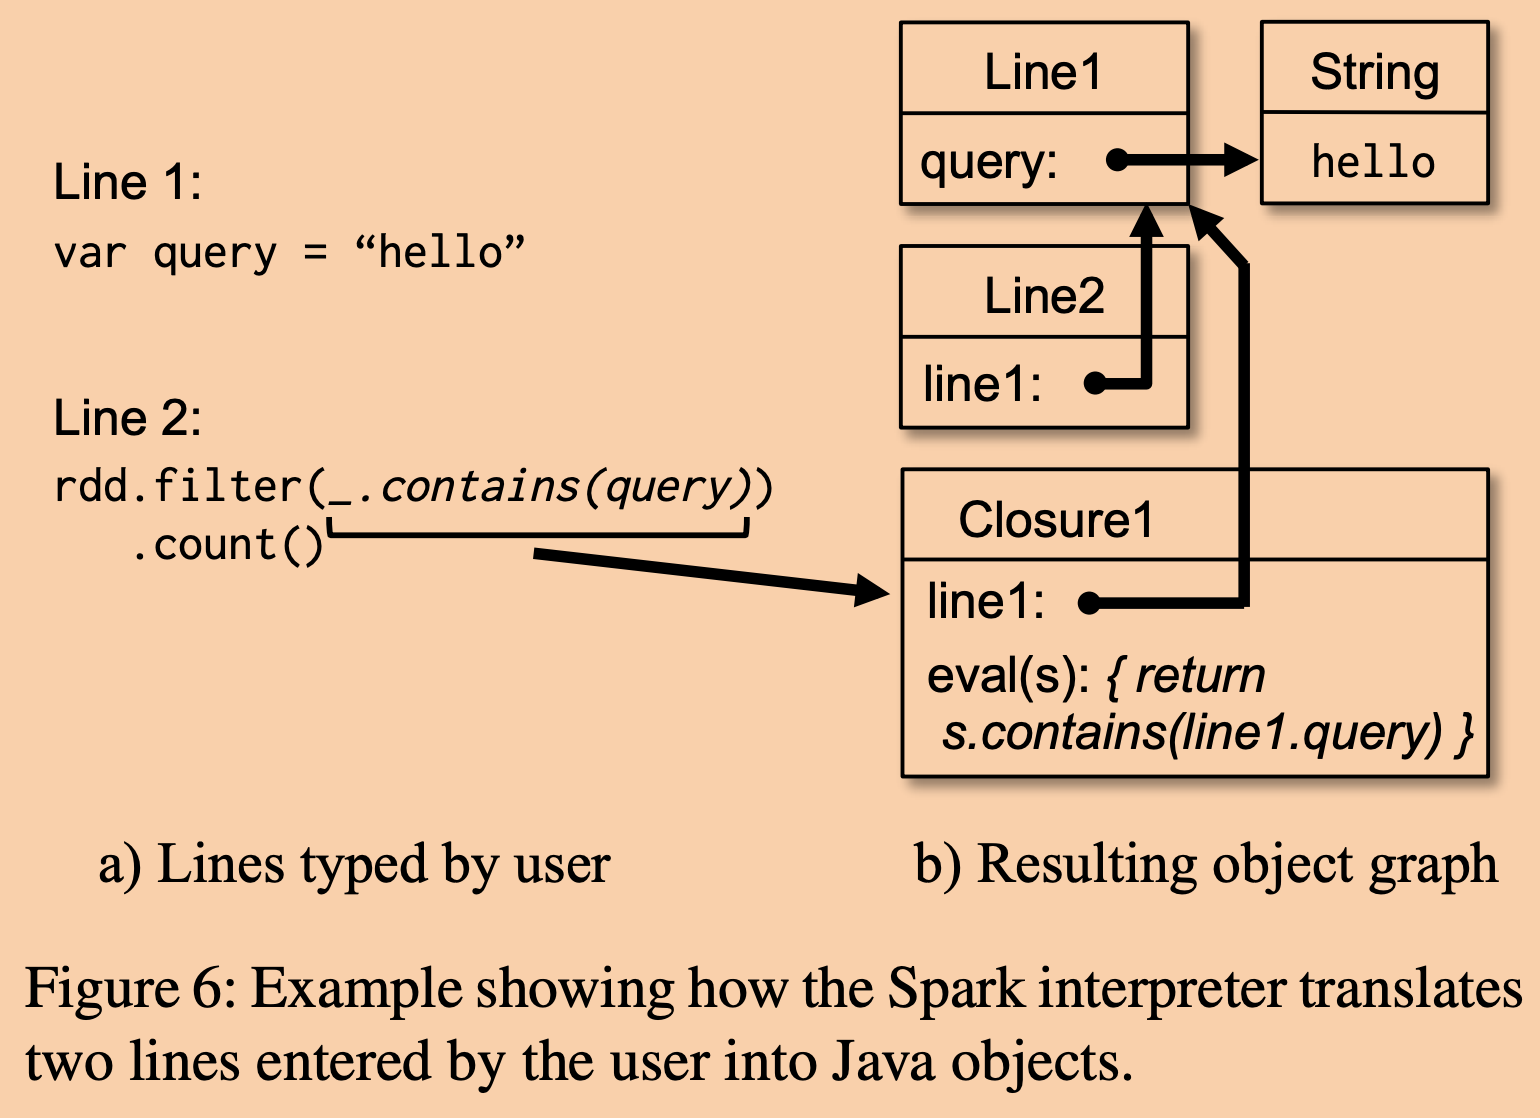 Line 1:
var query = “hello”
Line 2:
rdd.filter(_.contains(query))
.count()
Line1
query:
String
hello
Line2
line1:
Closure1
line1:
eval(s): { return
s.contains(line1.query) }
a) Lines typed by user
b) Resulting object graph
Figure 6: Example showing how the Spark interpreter translates
two lines entered by the user into Java objects.